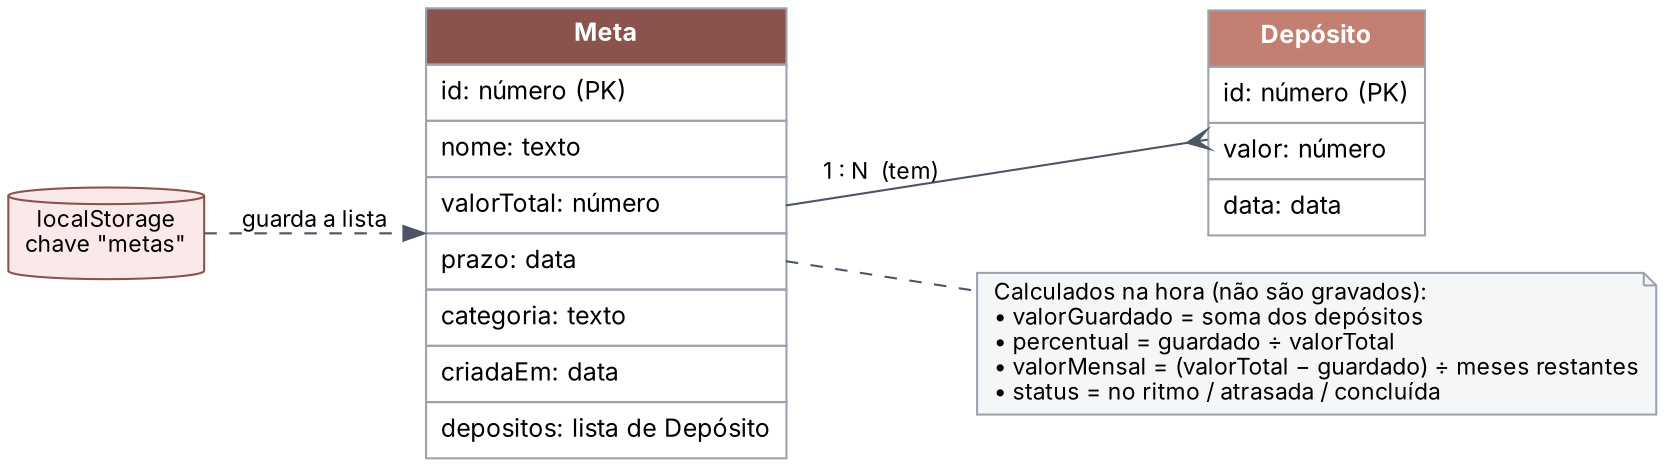 localStorage
chave "metas"
guarda a lista
Meta
id: número (PK)
nome: texto
valorTotal: número
prazo: data
categoria: texto
criadaEm: data
depositos: lista de Depósito
1 : N  (tem)
Depósito
id: número (PK)
valor: número
data: data
Calculados na hora (não são gravados):
• valorGuardado = soma dos depósitos
• percentual = guardado ÷ valorTotal
• valorMensal = (valorTotal − guardado) ÷ meses restantes
• status = no ritmo / atrasada / concluída